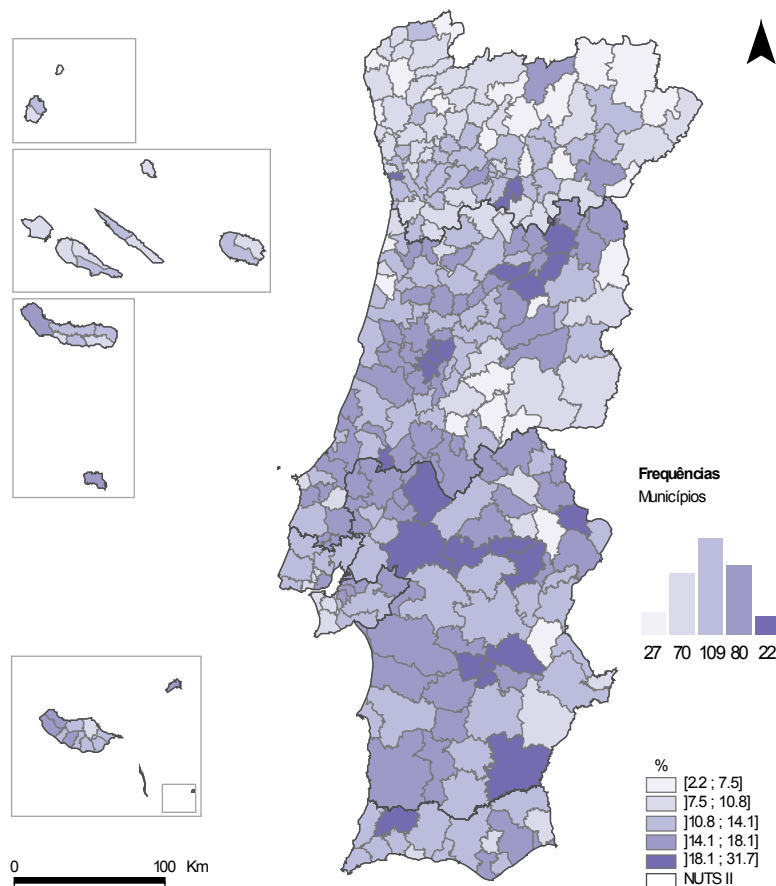 Frequências
Municípios
27 70 109 80 22
%
[2.2 ; 7.5]
]7.5 ; 10.8]
]10.8 ; 14.1]
]14.1 ; 18.1]
]18.1 ; 31.7]
NUTS II
0 100 Km